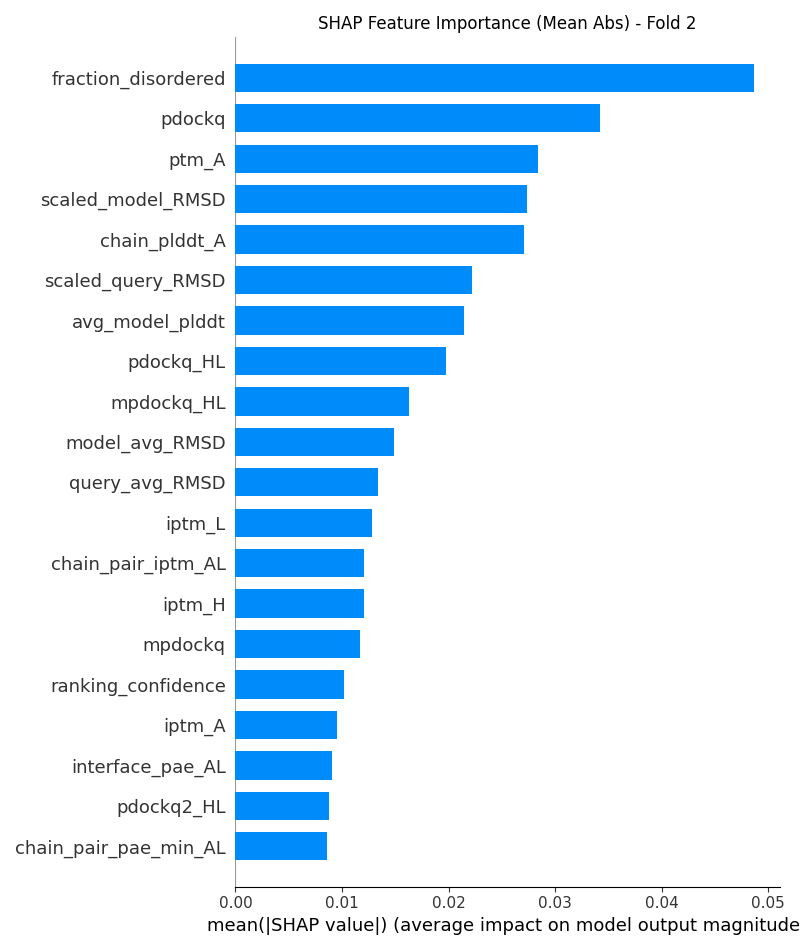 SHAP Feature Importance (Mean Abs) - Fold 2
fraction_disordered
pdockq
ptm_A
scaled_model_RMSD
chain_plddt_A
scaled_query_RMSD
avg_model_plddt
pdockq_HL
mpdockq_HL
model_avg_RMSD
query_avg_RMSD
iptm_L
chain_pair_iptm_AL
iptm_H
mpdockq
ranking_confidence
iptm_A
interface_pae_AL
pdockq2_HL
chain_pair_pae_min_AL
0.00 0.01 0.02 0.03 0.04 0.05
mean(|SHAP value|) (average impact on model output magnitude